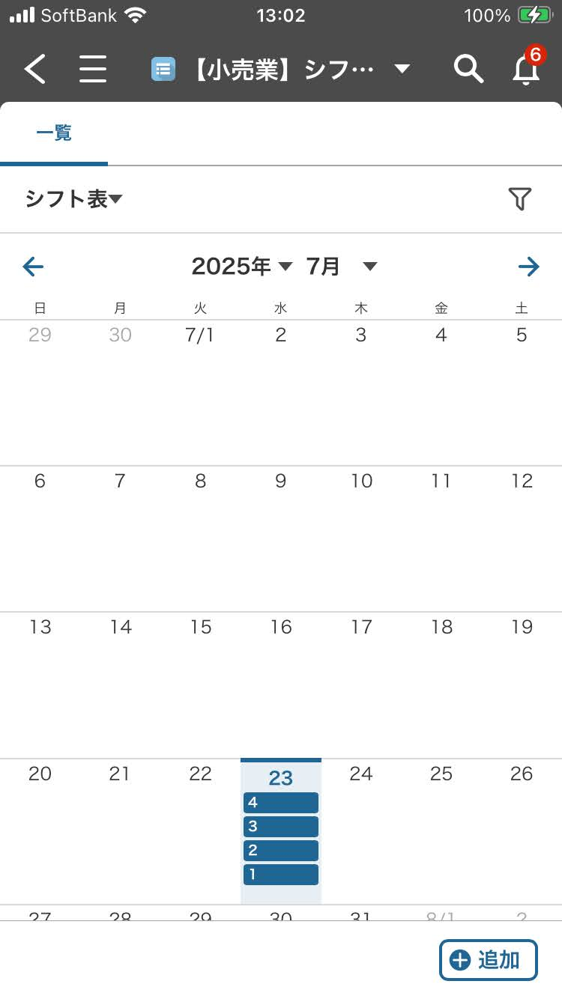 SoftBank 13:02 100%
【小売業】シフ… 6
一覧
シフト表
2025年 7月
日 月 火 水 木 金 土
29 30 7/1 2 3 4 5
6 7 8 9 10 11 12
13 14 15 16 17 18 19
20 21 22 23 24 25 26
4
3
2
1
27 28 29 30 31 8/1 2
追加